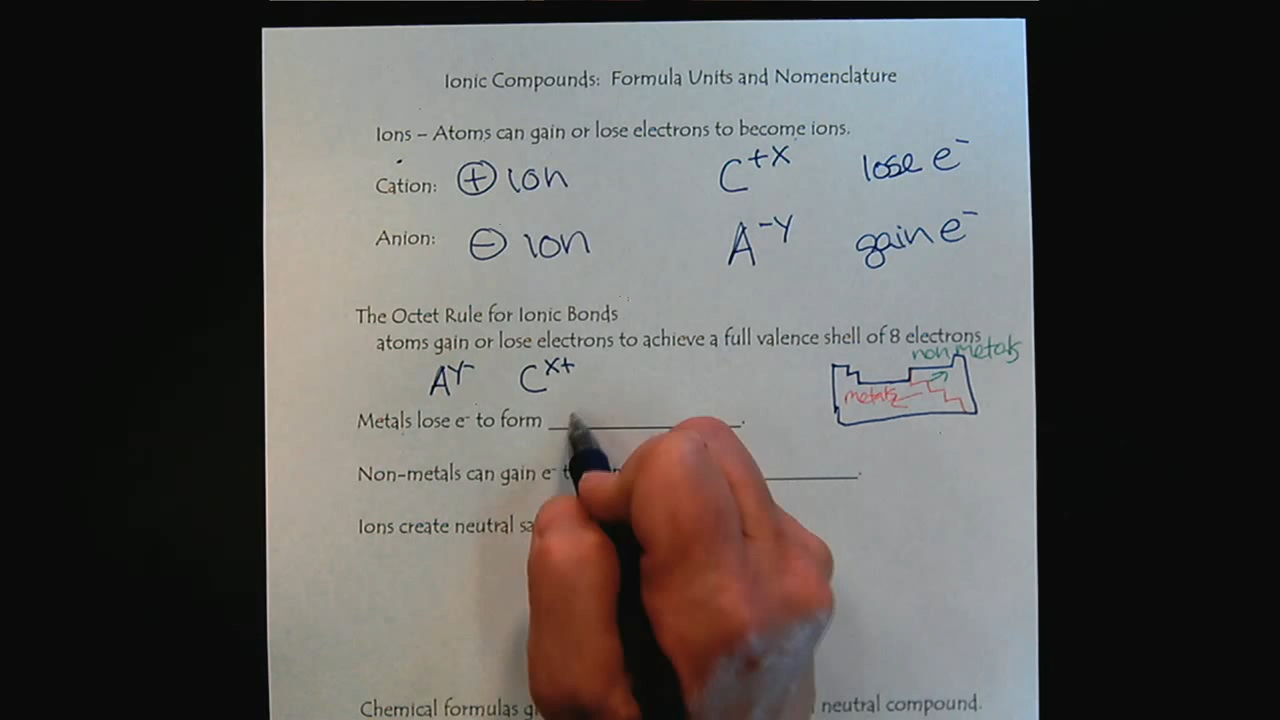 Ionic Compounds: Formula Units and Nomenclature
Ions – Atoms can gain or lose electrons to become ions.
Cation: ⊕ ion C⁺ˣ lose e⁻
Anion: ⊖ ion A⁻ʸ gain e⁻
The Octet Rule for Ionic Bonds
atoms gain or lose electrons to achieve a full valence shell of 8 electrons
nonmetals
Aʸ⁻ Cˣ⁺
metals
Metals lose e⁻ to form ____________.
Non-metals can gain e⁻ ____________.
Ions create neutral
Chemical formulas neutral compound.